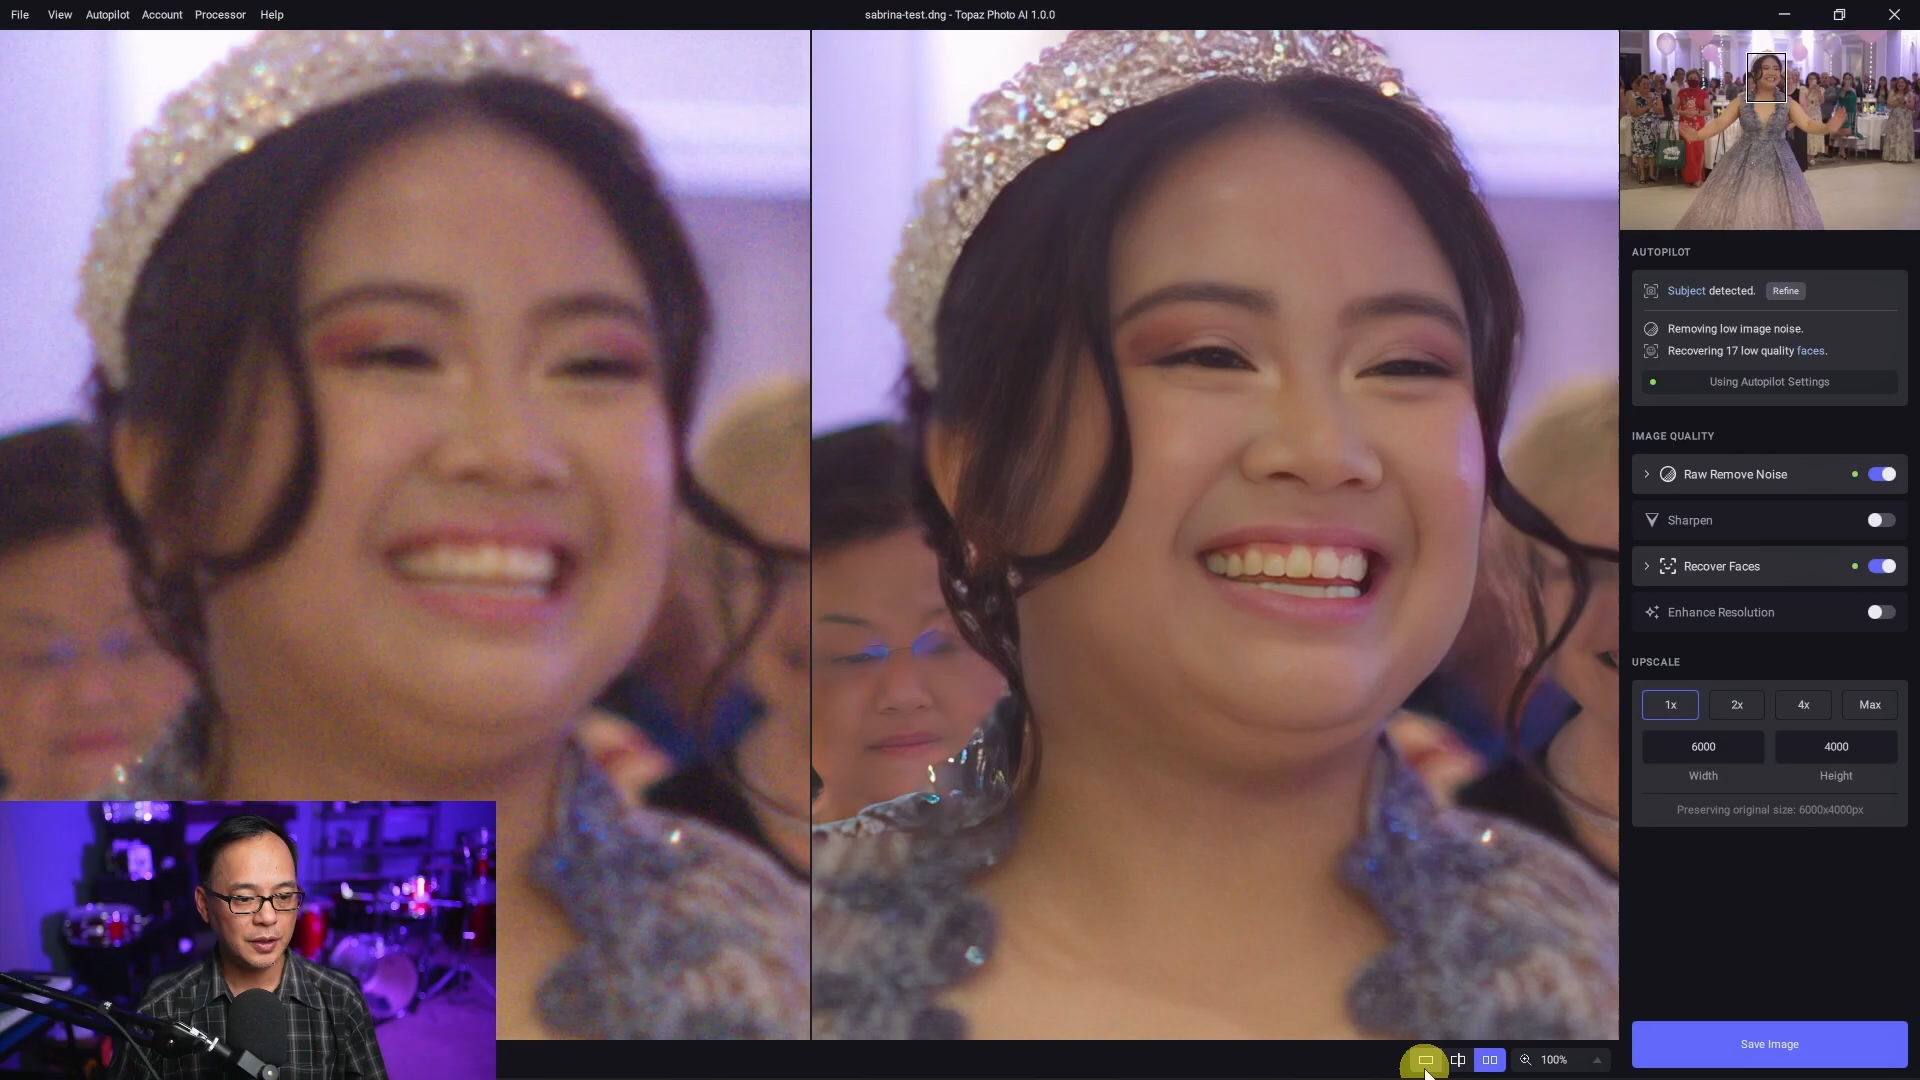 File View Autopilot Account Processor Help
sabrina-test.dng - Topaz Photo AI 1.0.0
AUTOPILOT
Subject detected. Refine
Removing low image noise.
Recovering 17 low quality faces.
Using Autopilot Settings
IMAGE QUALITY
Raw Remove Noise
Sharpen
Recover Faces
Enhance Resolution
UPSCALE
1x 2x 4x Max
6000 4000
Width Height
Preserving original size: 6000x4000px
100%
Save Image